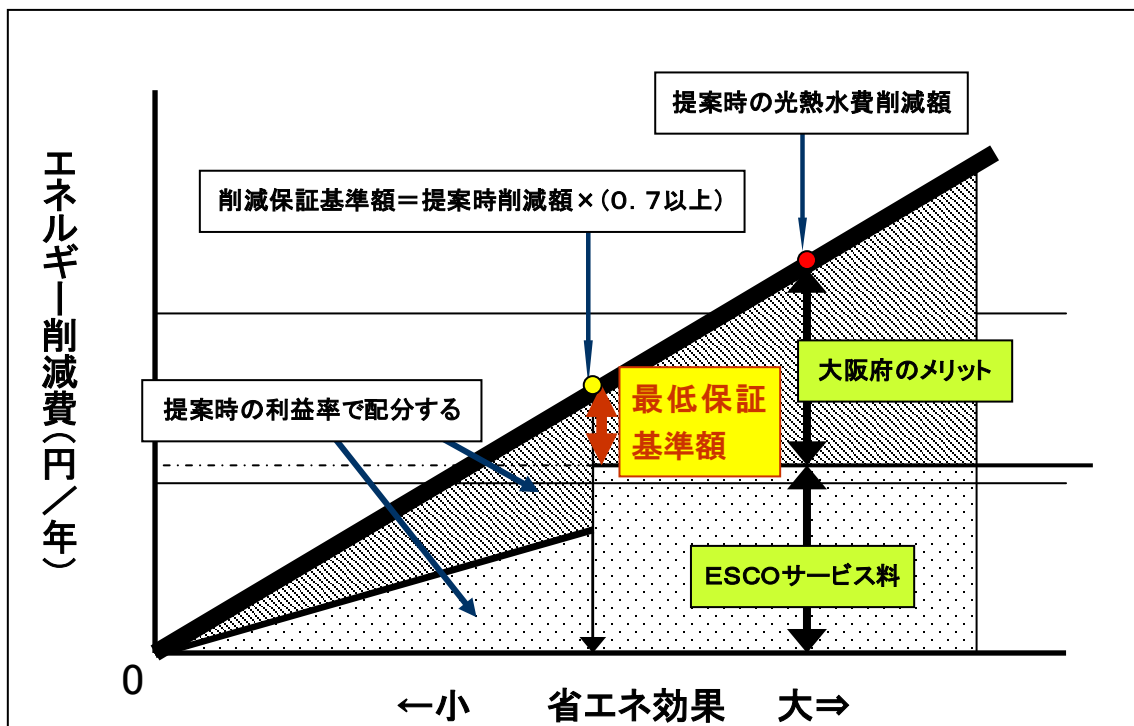 提案時の光熱水費削減額
削減保証基準額＝提案時削減額×（０．７以上）
エネルギー削減費（円／年）
大阪府のメリット
最低保証
基準額
提案時の利益率で配分する
ESCOサービス料
0
←小　省エネ効果　大⇒